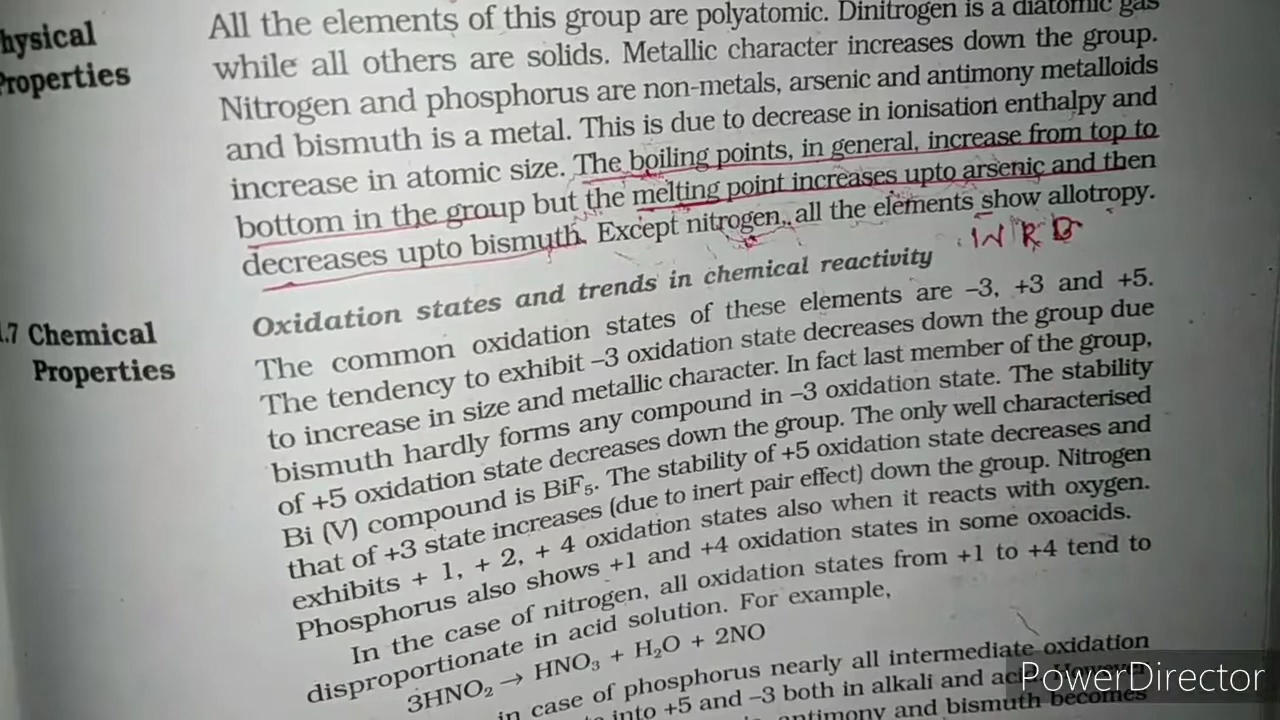 All the elements of this group are polyatomic. Dinitrogen is a diatomic gas
hysical
Properties
while all others are solids. Metallic character increases down the group.
Nitrogen and phosphorus are non-metals, arsenic and antimony metalloids
and bismuth is a metal. This is due to decrease in ionisation enthalpy and
increase in atomic size. The boiling points, in general, increase from top to
bottom in the group but the melting point increases upto arsenic and then
decreases upto bismuth. Except nitrogen, all the elements show allotropy.
Oxidation states and trends in chemical reactivity
.7 Chemical
Properties
The common oxidation states of these elements are –3, +3 and +5.
The tendency to exhibit –3 oxidation state decreases down the group due
to increase in size and metallic character. In fact last member of the group,
bismuth hardly forms any compound in –3 oxidation state. The stability
of +5 oxidation state decreases down the group. The only well characterised
Bi (V) compound is BiF₅. The stability of +5 oxidation state decreases and
that of +3 state increases (due to inert pair effect) down the group. Nitrogen
exhibits + 1, + 2, + 4 oxidation states also when it reacts with oxygen.
Phosphorus also shows +1 and +4 oxidation states in some oxoacids.
In the case of nitrogen, all oxidation states from +1 to +4 tend to
disproportionate in acid solution. For example,
3HNO₂ → HNO₃ + H₂O + 2NO
in case of phosphorus nearly all intermediate oxidation
into +5 and –3 both in alkali and acid. However
antimony and bismuth becomes
PowerDirector